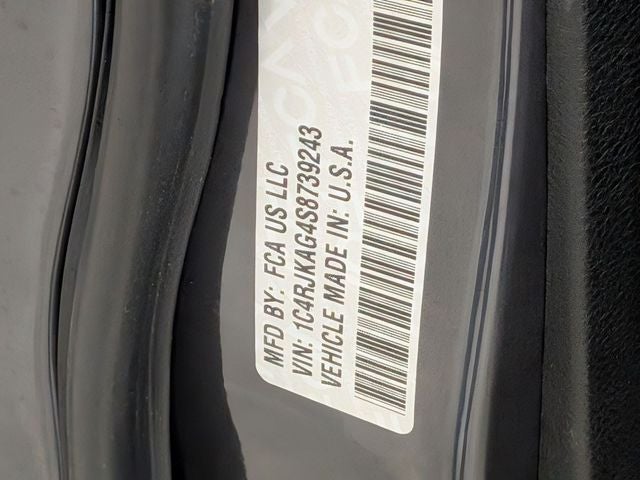 MFD BY: FCA US LLC
VIN: 1C4RJKAG4S8739243
VEHICLE MADE IN: U.S.A.